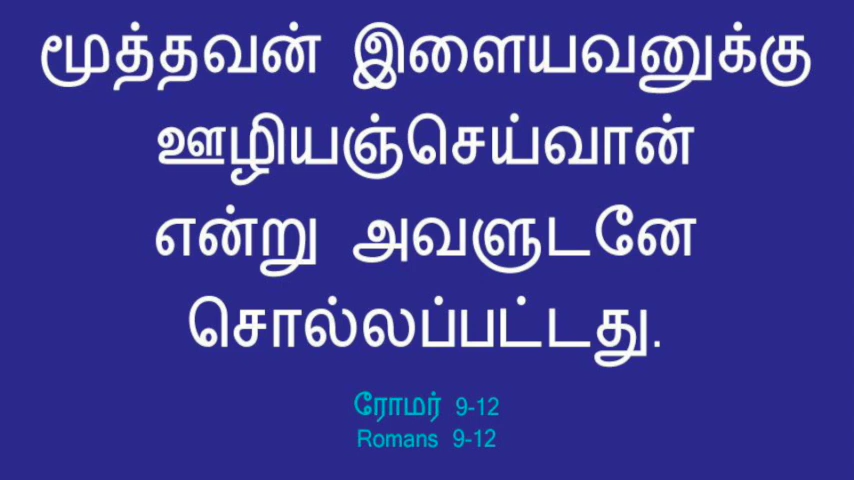 மூத்தவன் இளையவனுக்கு
ஊழியஞ்செய்வான்
என்று அவளுடனே
சொல்லப்பட்டது.
ரோமர் 9-12
Romans 9-12